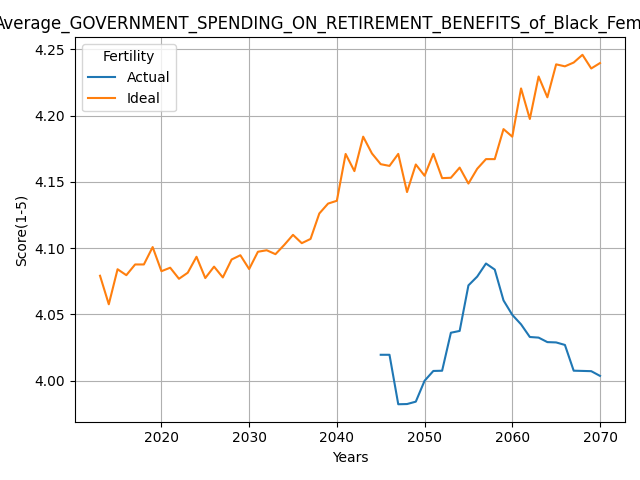 Average_GOVERNMENT_SPENDING_ON_RETIREMENT_BENEFITS_of_Black_Fem
Fertility
Actual
Ideal
4.25
4.20
4.15
4.10
4.05
4.00
Score(1-5)
2020 2030 2040 2050 2060 2070
Years